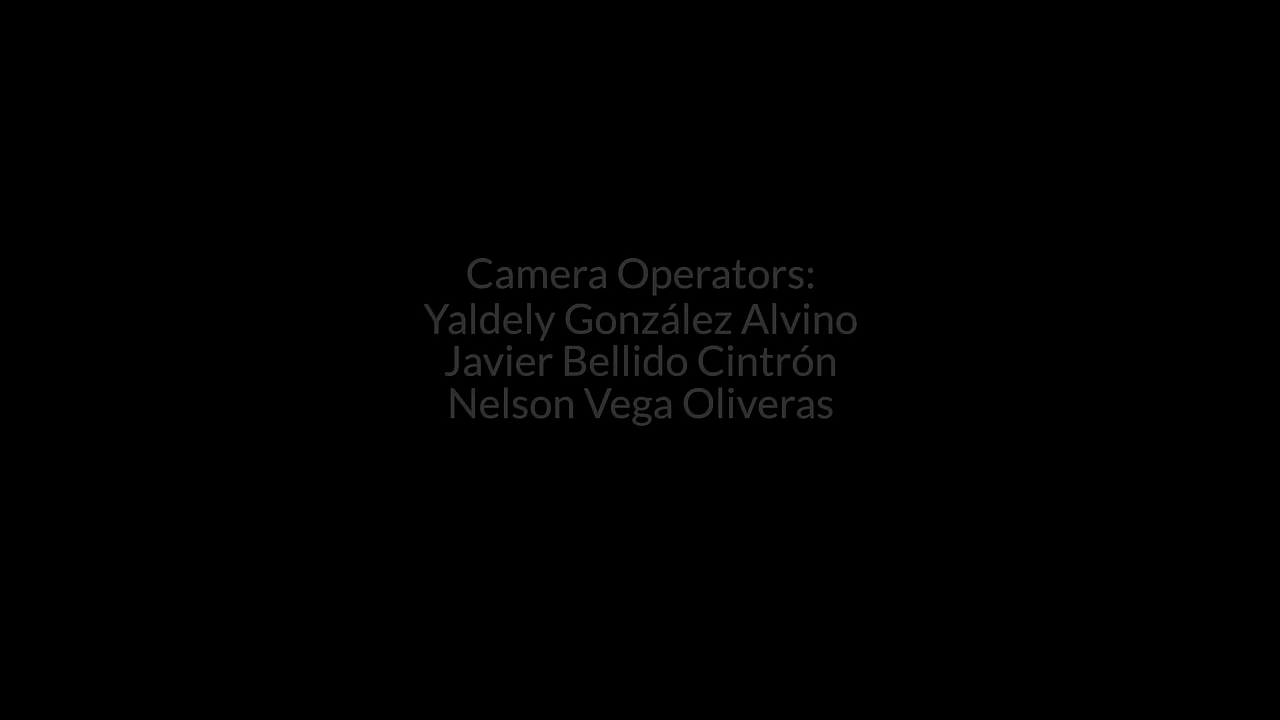 Camera Operators:
Yaldely González Alvino
Javier Bellido Cintrón
Nelson Vega Oliveras